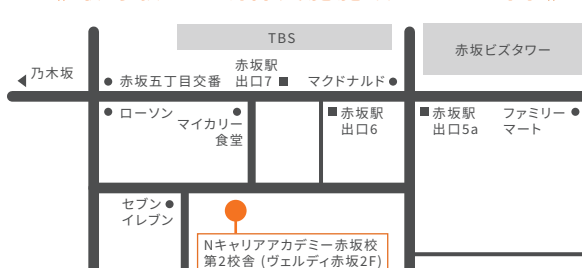 TBS
赤坂ビズタワー
乃木坂
赤坂五丁目交番
赤坂駅
出口7
マクドナルド
ローソン
マイカリー
食堂
赤坂駅
出口6
赤坂駅
出口5a
ファミリー
マート
セブン
イレブン
Nキャリアアカデミー赤坂校
第2校舎 (ヴェルディ赤坂2F)